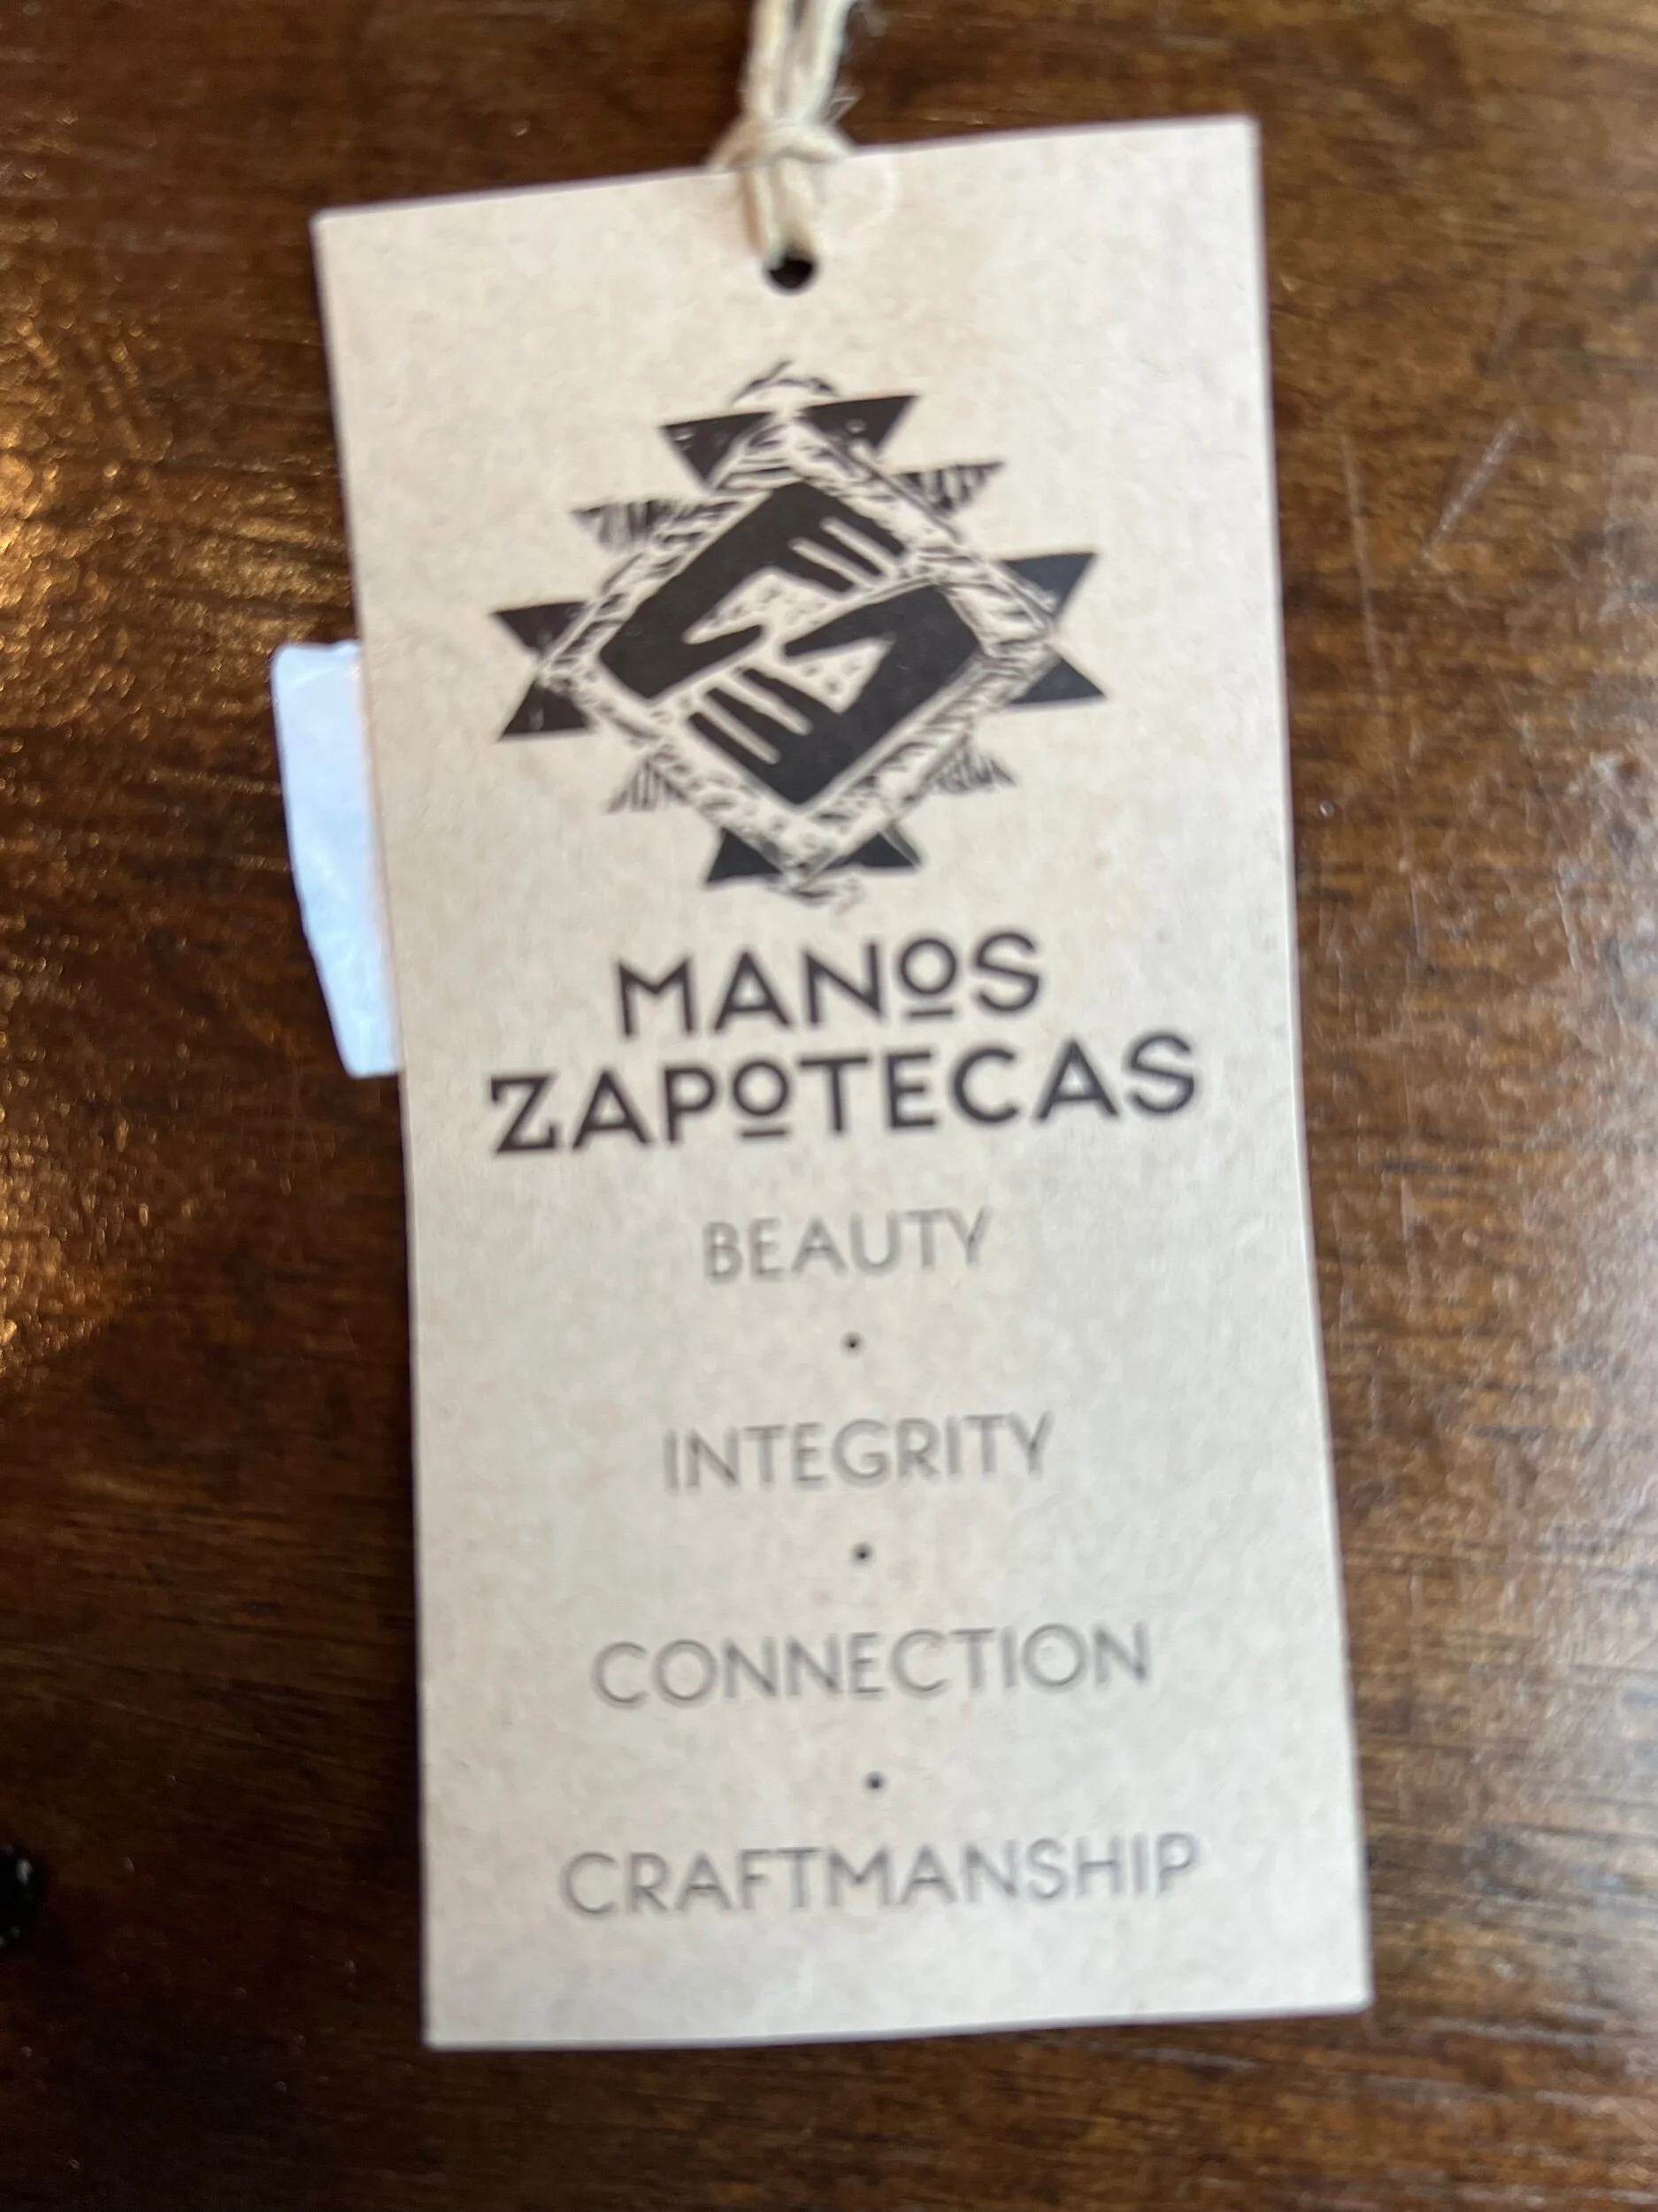 MANOS
ZAPOTECAS
BEAUTY
•
INTEGRITY
•
CONNECTION
•
CRAFTMANSHIP